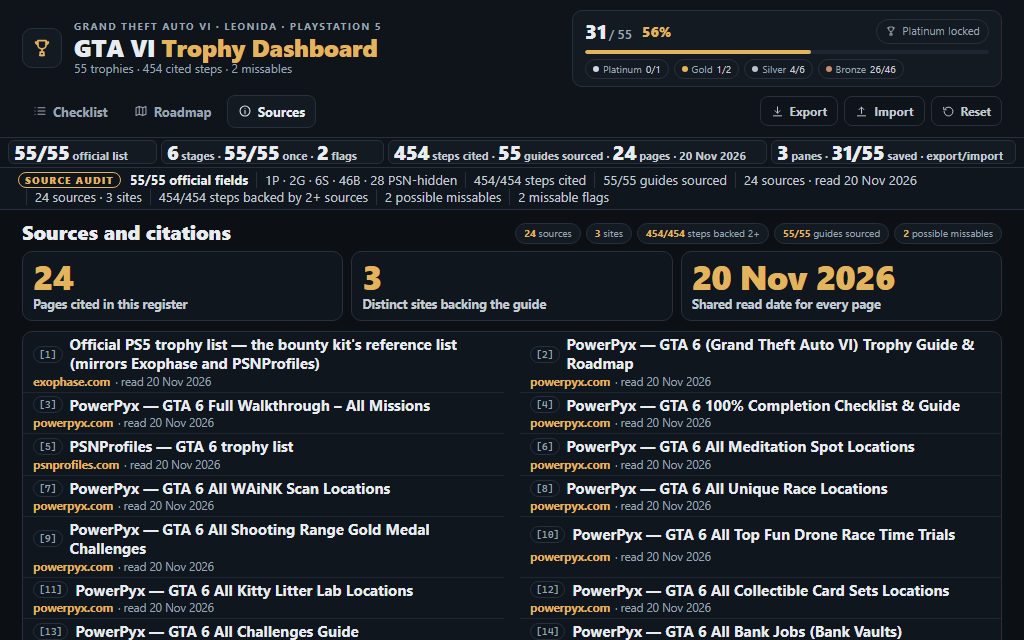 GRAND THEFT AUTO VI • LEONIDA • PLAYSTATION 5
GTA VI Trophy Dashboard
55 trophies · 454 cited steps · 2 missables
31 / 55 56%
Platinum locked
Platinum 0/1
Gold 1/2
Silver 4/6
Bronze 26/46
Checklist
Roadmap
Sources
Export
Import
Reset
55/55 official list
6 stages · 55/55 once · 2 flags
454 steps cited · 55 guides sourced · 24 pages · 20 Nov 2026
3 panes · 31/55 saved · export/import
SOURCE AUDIT
55/55 official fields
1P · 2G · 6S · 46B · 28 PSN-hidden
454/454 steps cited
55/55 guides sourced
24 sources · read 20 Nov 2026
24 sources · 3 sites
454/454 steps backed by 2+ sources
2 possible missables
2 missable flags
Sources and citations
24 sources
3 sites
454/454 steps backed 2+
55/55 guides sourced
2 possible missables
24
Pages cited in this register
3
Distinct sites backing the guide
20 Nov 2026
Shared read date for every page
[1] Official PS5 trophy list — the bounty kit's reference list
(mirrors Exophase and PSNProfiles)
exophase.com · read 20 Nov 2026
[2] PowerPyx — GTA 6 (Grand Theft Auto VI) Trophy Guide &
Roadmap
powerpyx.com · read 20 Nov 2026
[3] PowerPyx — GTA 6 Full Walkthrough – All Missions
powerpyx.com · read 20 Nov 2026
[4] PowerPyx — GTA 6 100% Completion Checklist & Guide
powerpyx.com · read 20 Nov 2026
[5] PSNProfiles — GTA 6 trophy list
psnprofiles.com · read 20 Nov 2026
[6] PowerPyx — GTA 6 All Meditation Spot Locations
powerpyx.com · read 20 Nov 2026
[7] PowerPyx — GTA 6 All WAiNK Scan Locations
powerpyx.com · read 20 Nov 2026
[8] PowerPyx — GTA 6 All Unique Race Locations
powerpyx.com · read 20 Nov 2026
[9] PowerPyx — GTA 6 All Shooting Range Gold Medal
Challenges
powerpyx.com · read 20 Nov 2026
[10] PowerPyx — GTA 6 All Top Fun Drone Race Time Trials
powerpyx.com · read 20 Nov 2026
[11] PowerPyx — GTA 6 All Kitty Litter Lab Locations
powerpyx.com · read 20 Nov 2026
[12] PowerPyx — GTA 6 All Collectible Card Sets Locations
powerpyx.com · read 20 Nov 2026
[13] PowerPyx — GTA 6 All Challenges Guide
[14] PowerPyx — GTA 6 All Bank Jobs (Bank Vaults)